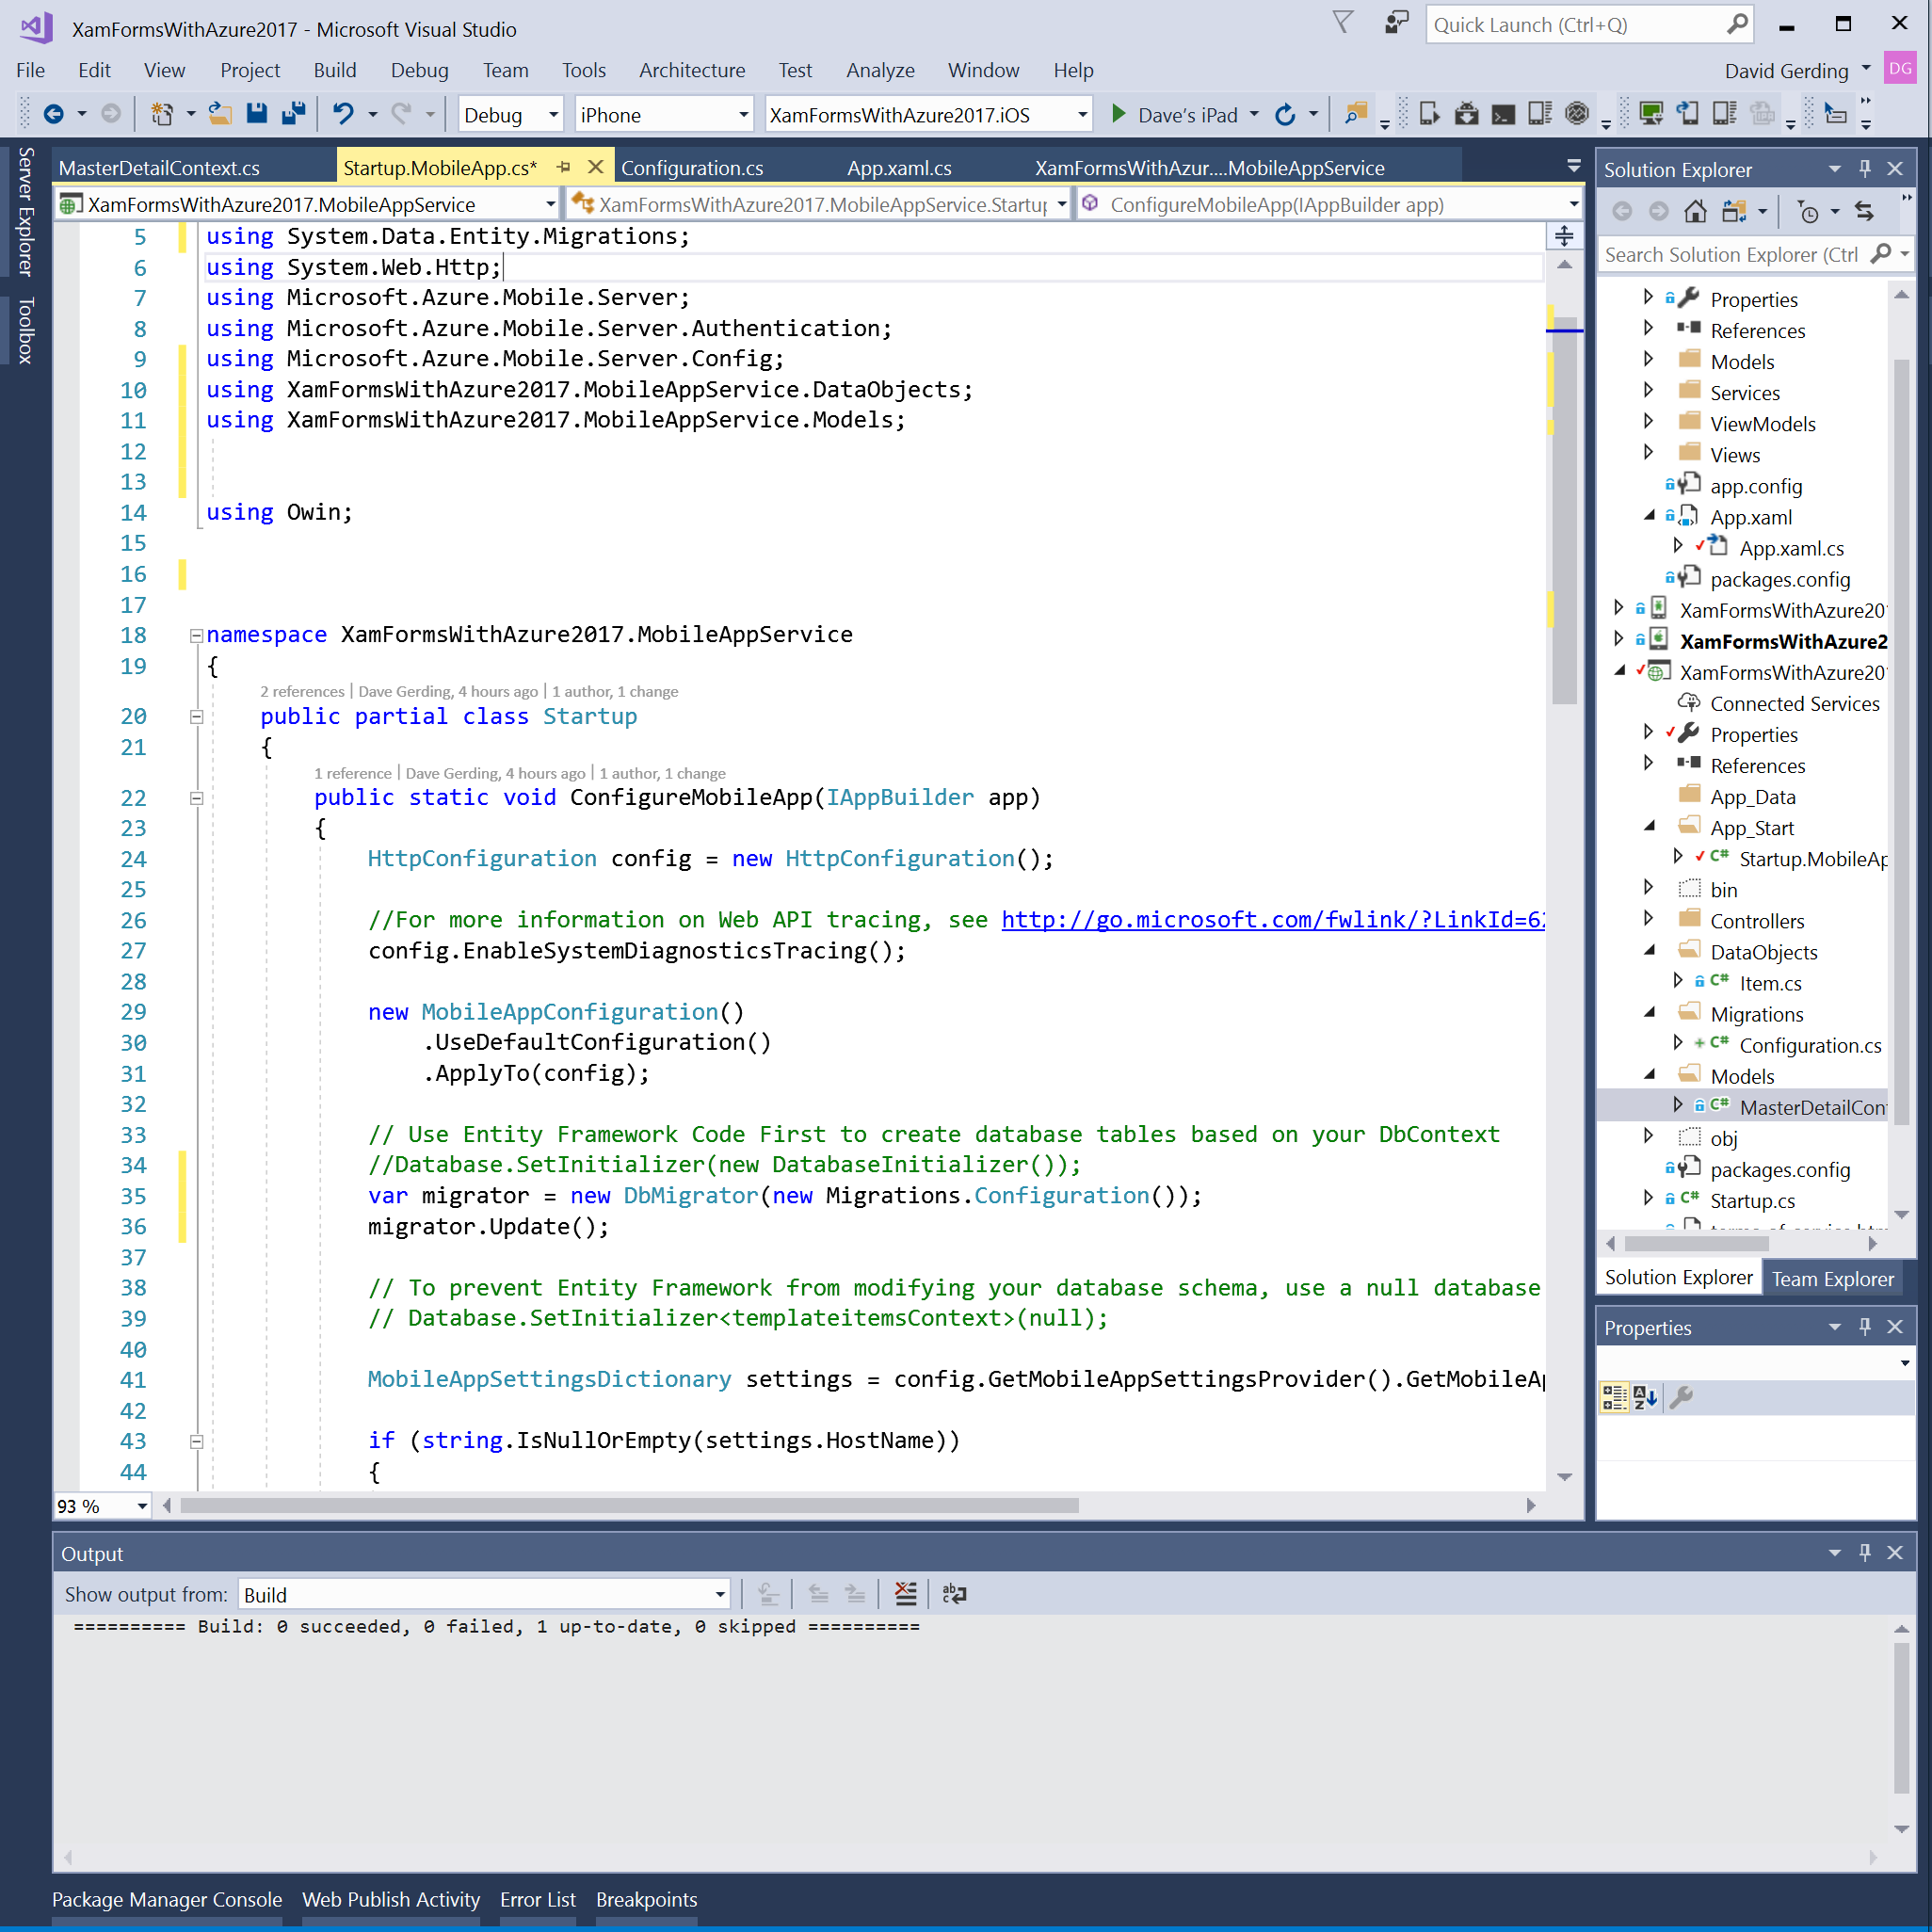 XamFormsWithAzure2017 - Microsoft Visual Studio
Quick Launch (Ctrl+Q)
File Edit View Project Build Debug Team Tools Architecture Test Analyze Window Help
David Gerding DG
Debug iPhone XamFormsWithAzure2017.iOS Dave's iPad
Server Explorer
Toolbox
MasterDetailContext.cs Startup.MobileApp.cs* Configuration.cs App.xaml.cs XamFormsWithAzur....MobileAppService
XamFormsWithAzure2017.MobileAppService XamFormsWithAzure2017.MobileAppService.Startup ConfigureMobileApp(IAppBuilder app)
5 using System.Data.Entity.Migrations;
6 using System.Web.Http;
7 using Microsoft.Azure.Mobile.Server;
8 using Microsoft.Azure.Mobile.Server.Authentication;
9 using Microsoft.Azure.Mobile.Server.Config;
10 using XamFormsWithAzure2017.MobileAppService.DataObjects;
11 using XamFormsWithAzure2017.MobileAppService.Models;
12
13
14 using Owin;
15
16
17
18 namespace XamFormsWithAzure2017.MobileAppService
19 {
2 references | Dave Gerding, 4 hours ago | 1 author, 1 change
20 public partial class Startup
21 {
1 reference | Dave Gerding, 4 hours ago | 1 author, 1 change
22 public static void ConfigureMobileApp(IAppBuilder app)
23 {
24 HttpConfiguration config = new HttpConfiguration();
25
26 //For more information on Web API tracing, see http://go.microsoft.com/fwlink/?LinkId=62
27 config.EnableSystemDiagnosticsTracing();
28
29 new MobileAppConfiguration()
30 .UseDefaultConfiguration()
31 .ApplyTo(config);
32
33 // Use Entity Framework Code First to create database tables based on your DbContext
34 //Database.SetInitializer(new DatabaseInitializer());
35 var migrator = new DbMigrator(new Migrations.Configuration());
36 migrator.Update();
37
38 // To prevent Entity Framework from modifying your database schema, use a null database
39 // Database.SetInitializer<templateitemsContext>(null);
40
41 MobileAppSettingsDictionary settings = config.GetMobileAppSettingsProvider().GetMobileAp
42
43 if (string.IsNullOrEmpty(settings.HostName))
44 {
93 %
Solution Explorer
Search Solution Explorer (Ctrl
Properties
References
Models
Services
ViewModels
Views
app.config
App.xaml
App.xaml.cs
packages.config
XamFormsWithAzure20
XamFormsWithAzure2
XamFormsWithAzure20
Connected Services
Properties
References
App_Data
App_Start
Startup.MobileAp
bin
Controllers
DataObjects
Item.cs
Migrations
Configuration.cs
Models
MasterDetailCon
obj
packages.config
Startup.cs
Solution Explorer Team Explorer
Properties
Output
Show output from: Build
========== Build: 0 succeeded, 0 failed, 1 up-to-date, 0 skipped ==========
Package Manager Console Web Publish Activity Error List Breakpoints